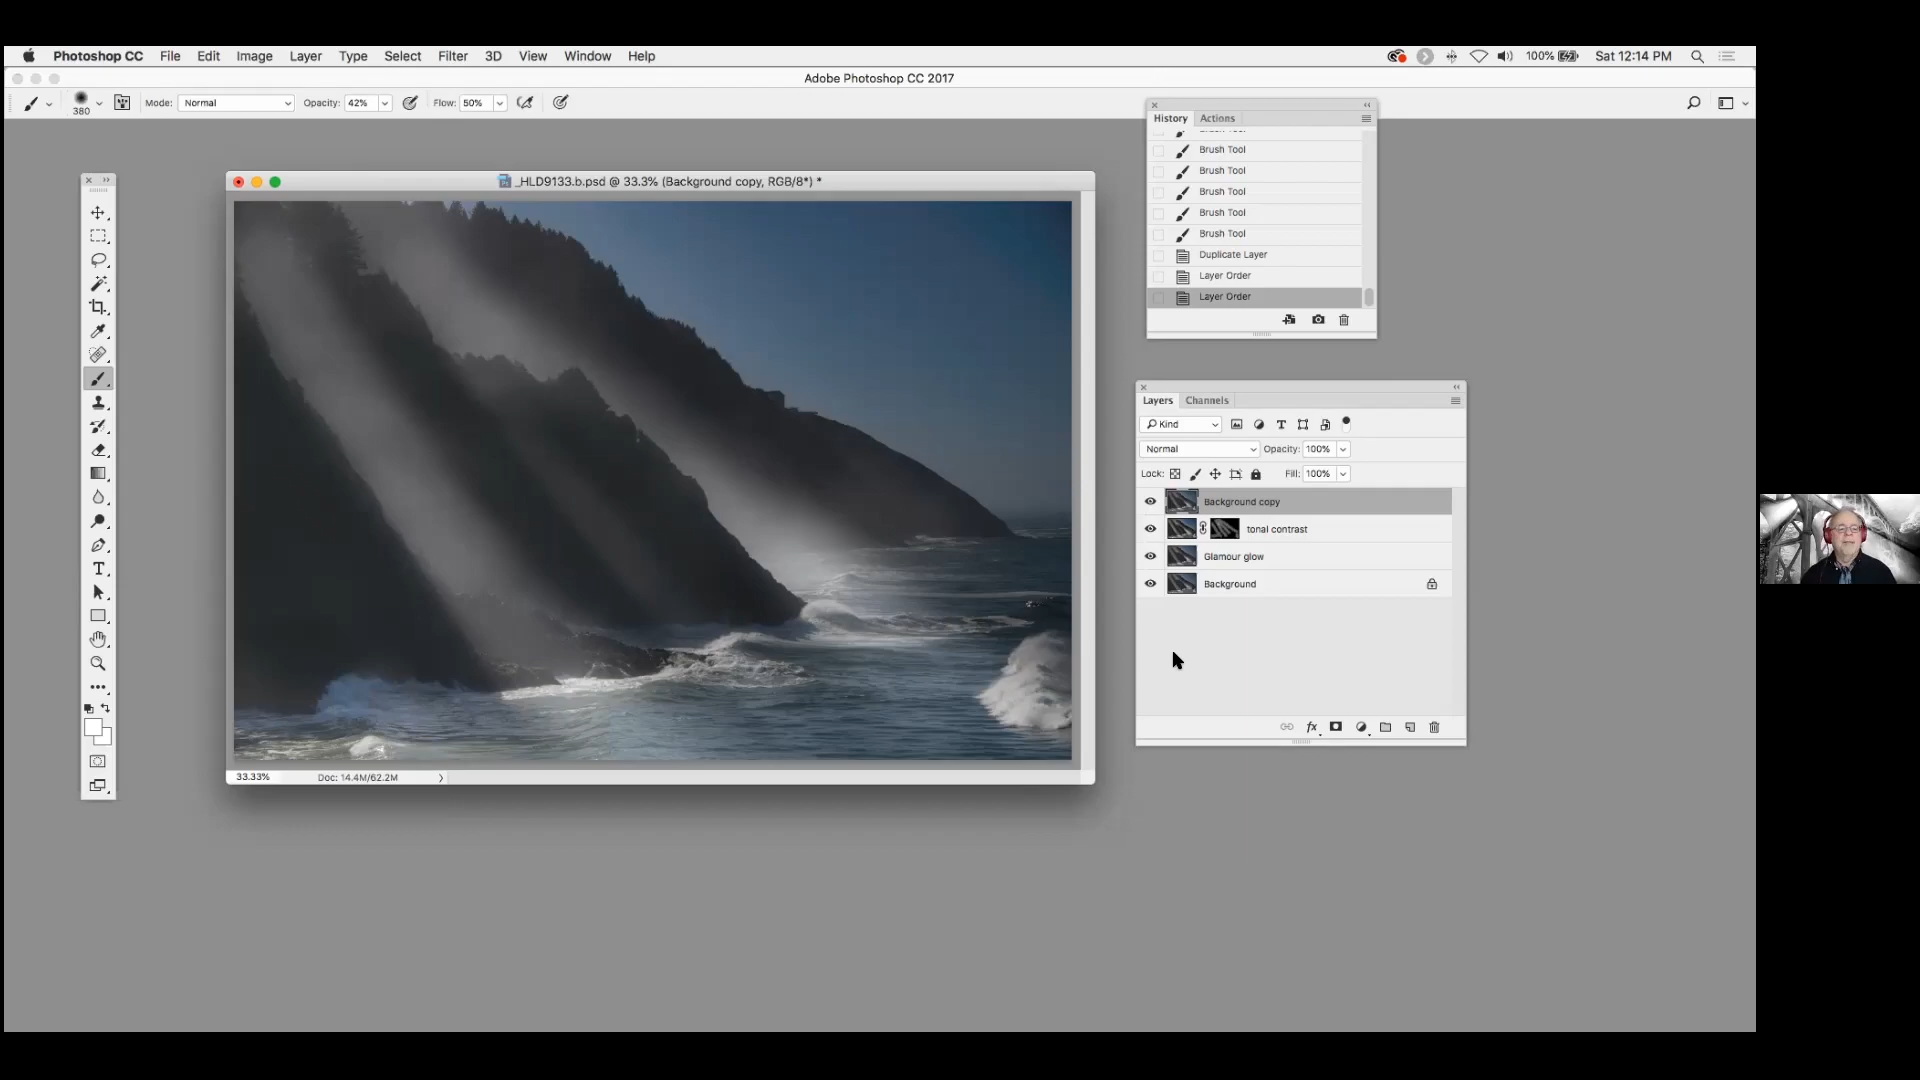 Photoshop CC File Edit Image Layer Type Select Filter 3D View Window Help 100% Sat 12:14 PM
Adobe Photoshop CC 2017
380 Mode: Normal Opacity: 42% Flow: 50%
History Actions
Brush Tool
Brush Tool
Brush Tool
Brush Tool
Brush Tool
Brush Tool
Duplicate Layer
Layer Order
Layer Order
_HLD9133.b.psd @ 33.3% (Background copy, RGB/8*) *
33.33% Doc: 14.4M/62.2M
Layers Channels
Kind
Normal Opacity: 100%
Lock: Fill: 100%
Background copy
tonal contrast
Glamour glow
Background
fx